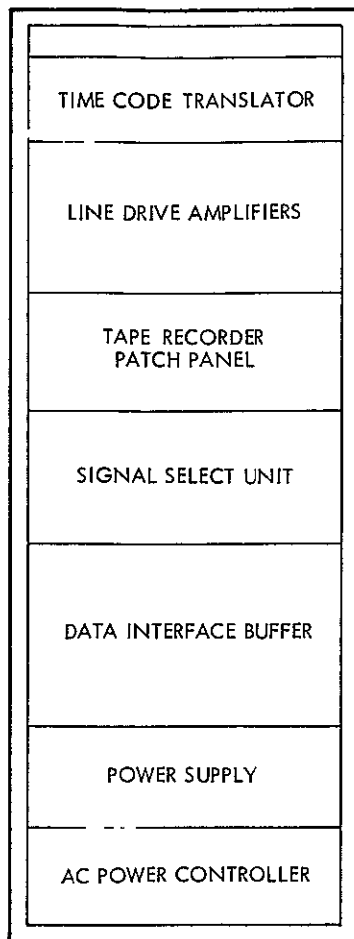 TIME CODE TRANSLATOR
LINE DRIVE AMPLIFIERS
TAPE RECORDER
PATCH PANEL
SIGNAL SELECT UNIT
DATA INTERFACE BUFFER
POWER SUPPLY
AC POWER CONTROLLER